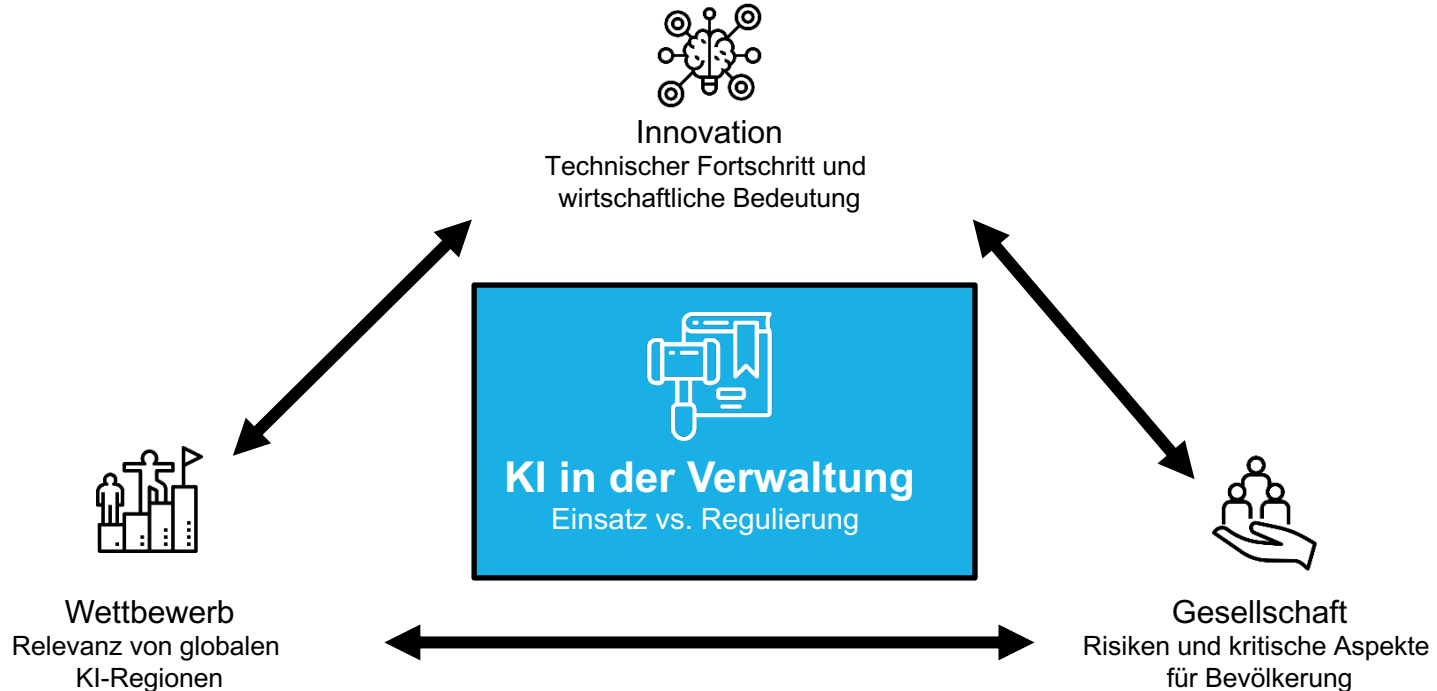 Innovation
Technischer Fortschritt und
wirtschaftliche Bedeutung
KI in der Verwaltung
Einsatz vs. Regulierung
Wettbewerb
Relevanz von globalen
KI-Regionen
Gesellschaft
Risiken und kritische Aspekte
für Bevölkerung